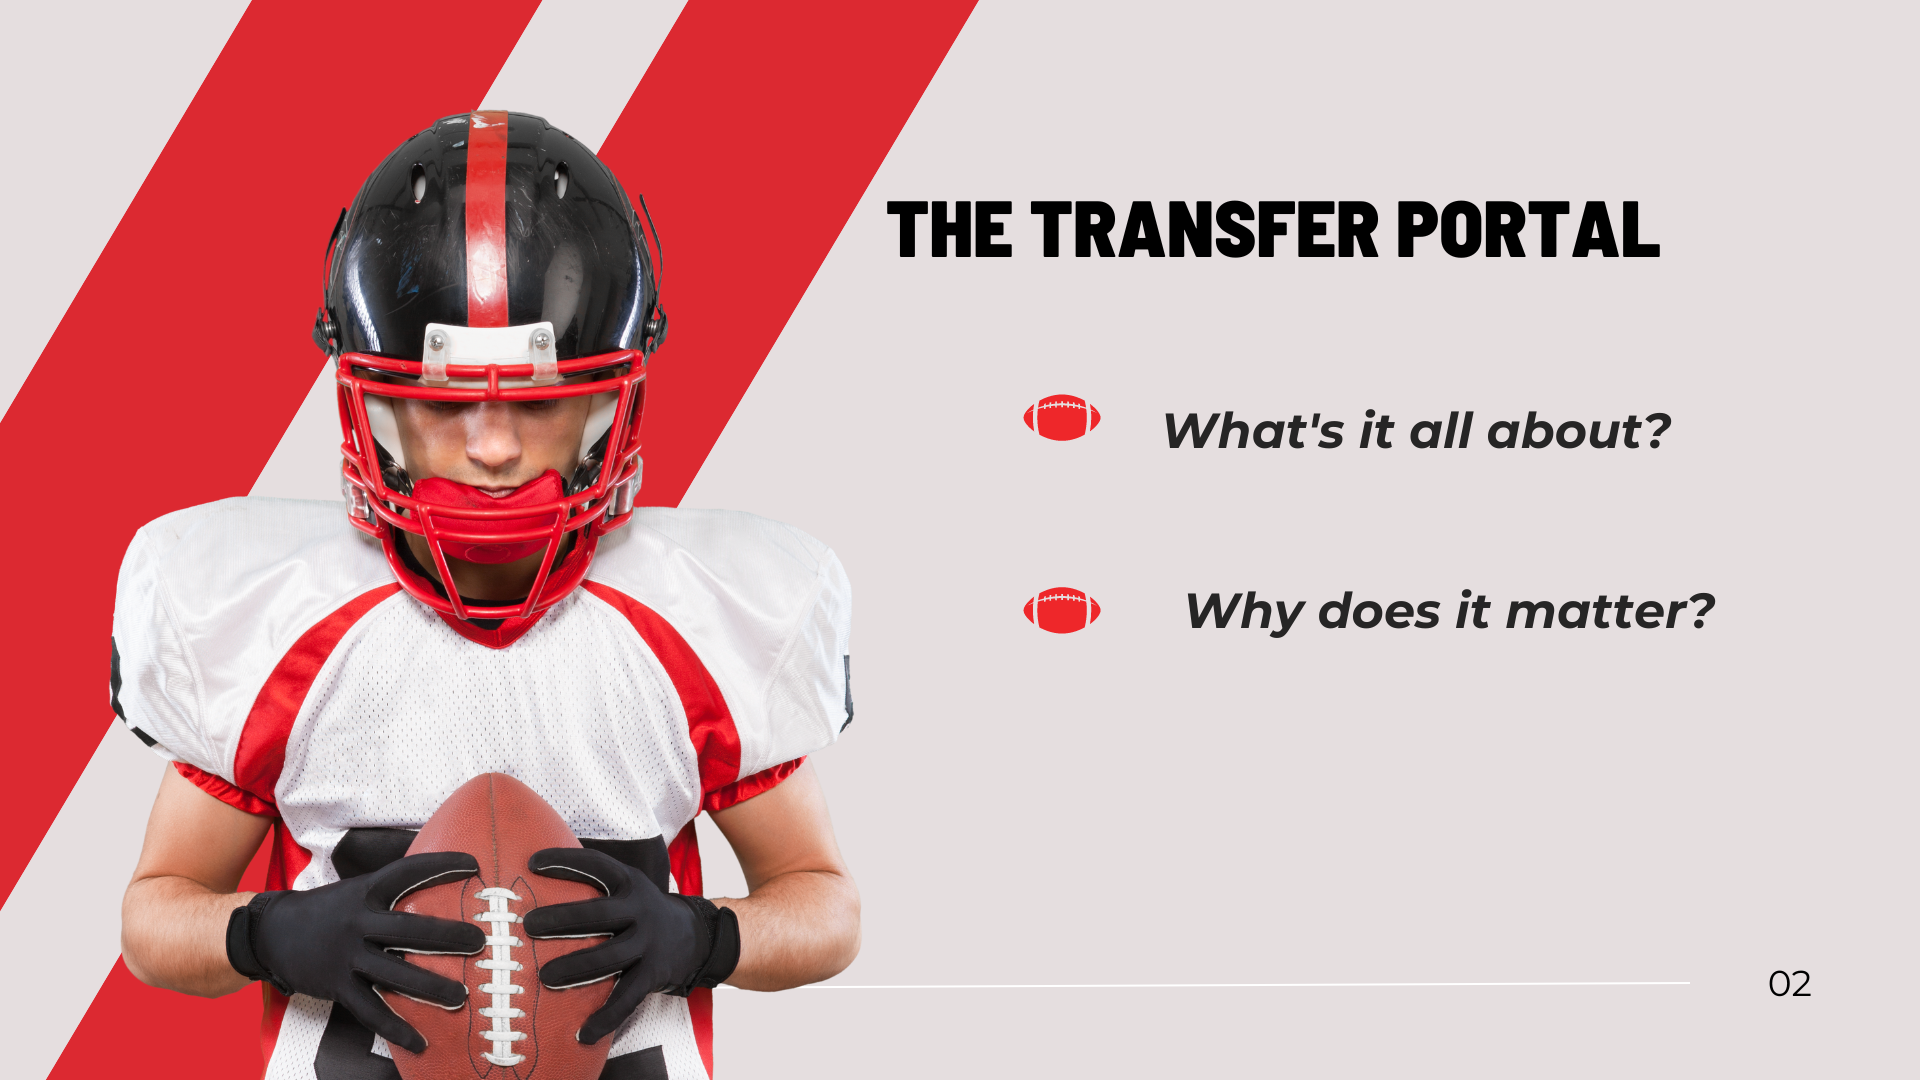 THE TRANSFER PORTAL
What's it all about?
Why does it matter?
02